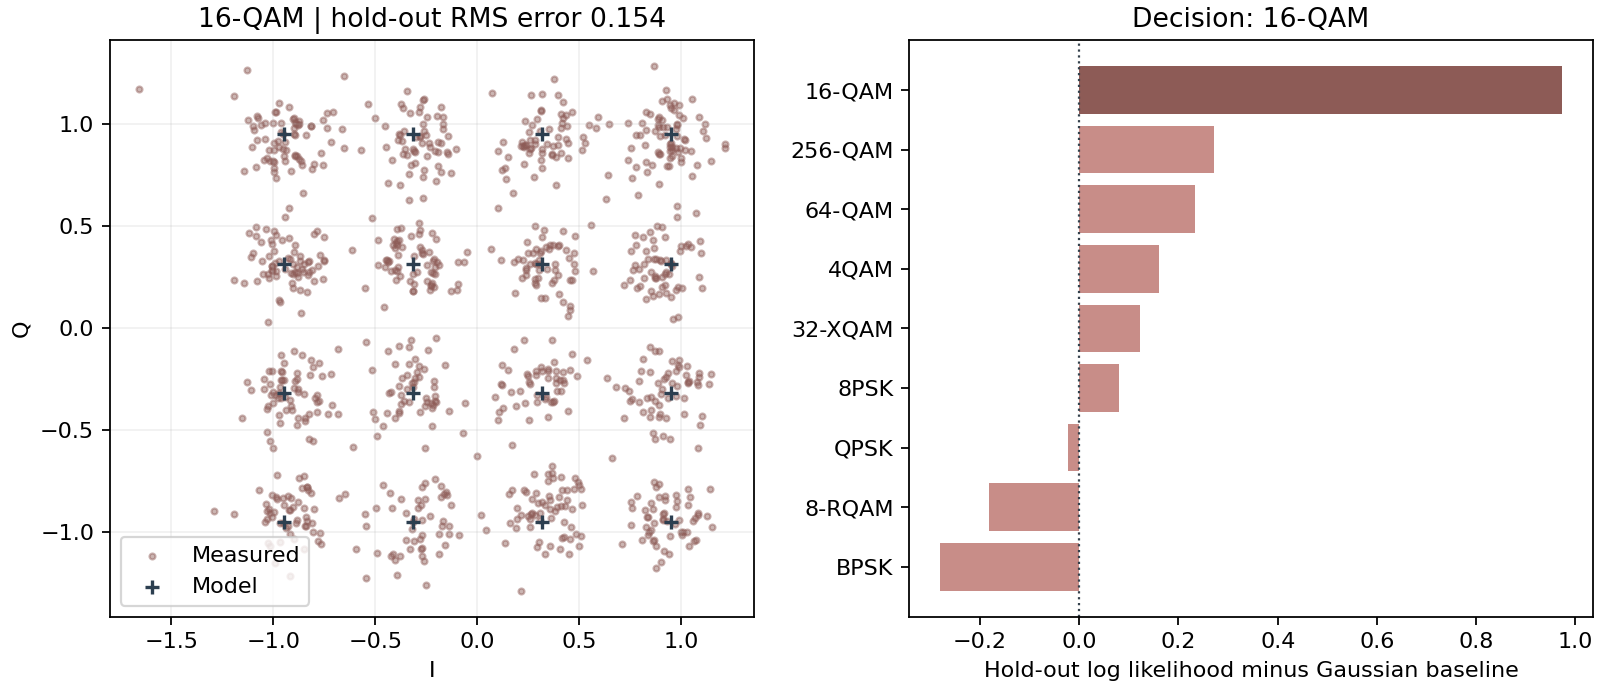 16-QAM | hold-out RMS error 0.154
1.0
0.5
0.0
−0.5
−1.0
Q
Measured
Model
−1.5
−1.0
−0.5
0.0
0.5
1.0
I
Decision: 16-QAM
16-QAM
256-QAM
64-QAM
4QAM
32-XQAM
8PSK
QPSK
8-RQAM
BPSK
−0.2
0.0
0.2
0.4
0.6
0.8
1.0
Hold-out log likelihood minus Gaussian baseline